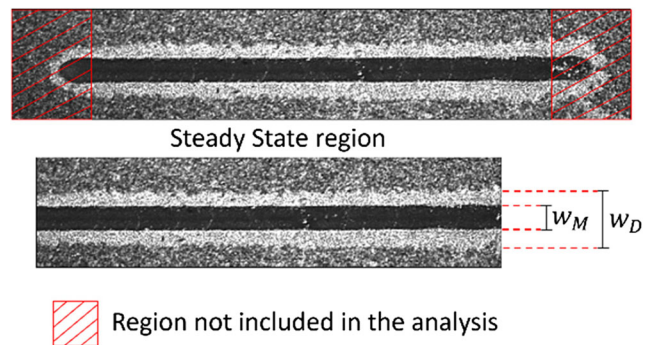 Steady State region
w_M
w_D
Region not included in the analysis